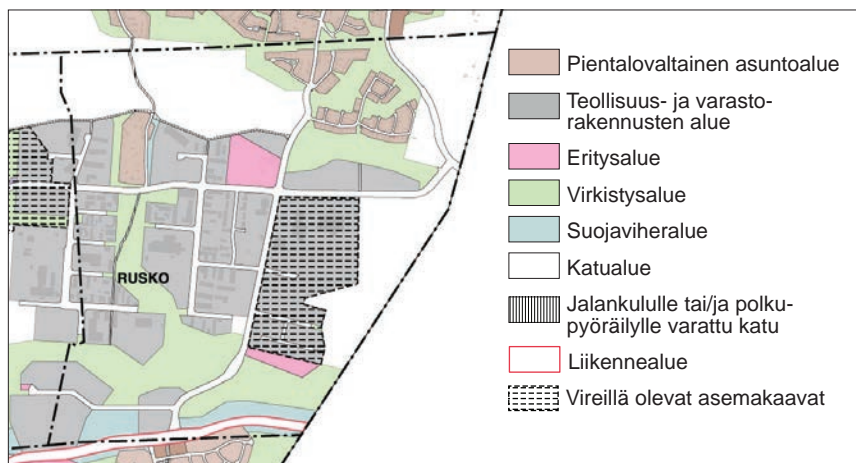 RUSKO
Pientalovaltainen asuntoalue
Teollisuus- ja varasto-
rakennusten alue
Eritysalue
Virkistysalue
Suojaviheralue
Katualue
Jalankululle tai/ja polku-
pyöräilylle varattu katu
Liikennealue
Vireillä olevat asemakaavat